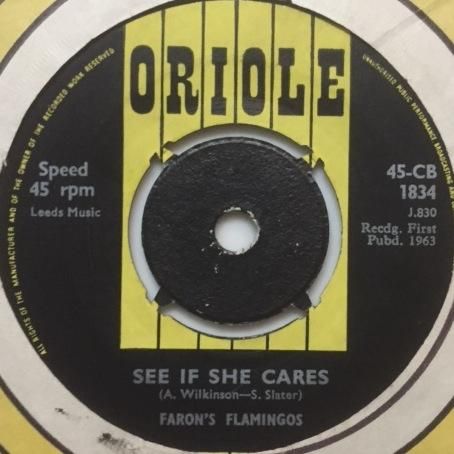 ORIOLE
ALL RIGHTS OF THE MANUFACTURER AND OF THE OWNER OF THE RECORDED WORK RESERVED
UNAUTHORISED PUBLIC PERFORMANCE BROADCASTING AND
Speed
45 rpm
Leeds Music
45-CB
1834
J.830
Recdg. First
Pubd. 1963
SEE IF SHE CARES
(A. Wilkinson—S. Slater)
FARON'S FLAMINGOS